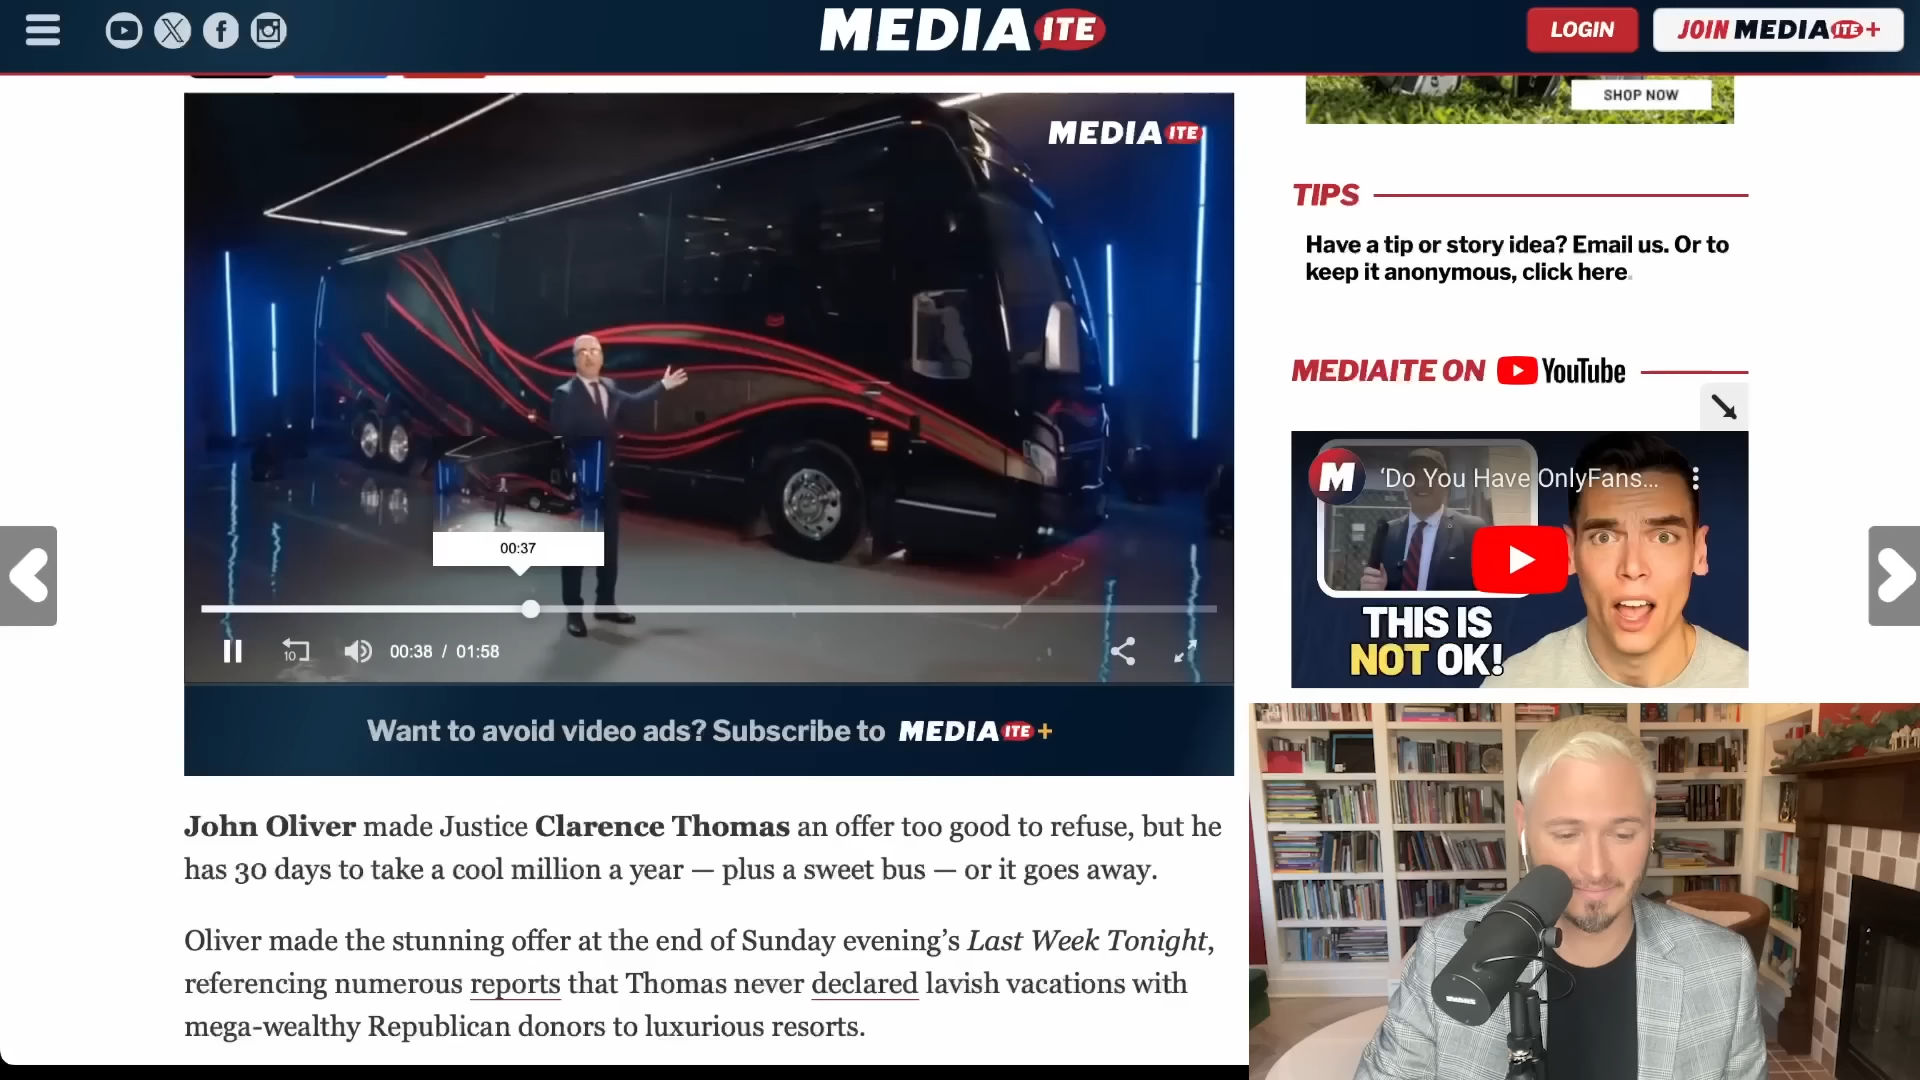 MEDIAITE
LOGIN
JOIN MEDIAITE+
SHOP NOW
MEDIAITE
00:37
10
00:38 / 01:58
Want to avoid video ads? Subscribe to MEDIAITE+
John Oliver made Justice Clarence Thomas an offer too good to refuse, but he
has 30 days to take a cool million a year — plus a sweet bus — or it goes away.
Oliver made the stunning offer at the end of Sunday evening’s Last Week Tonight,
referencing numerous reports that Thomas never declared lavish vacations with
mega-wealthy Republican donors to luxurious resorts.
TIPS
Have a tip or story idea? Email us. Or to
keep it anonymous, click here.
MEDIAITE ON YouTube
M
‘Do You Have OnlyFans...
THIS IS
NOT OK!